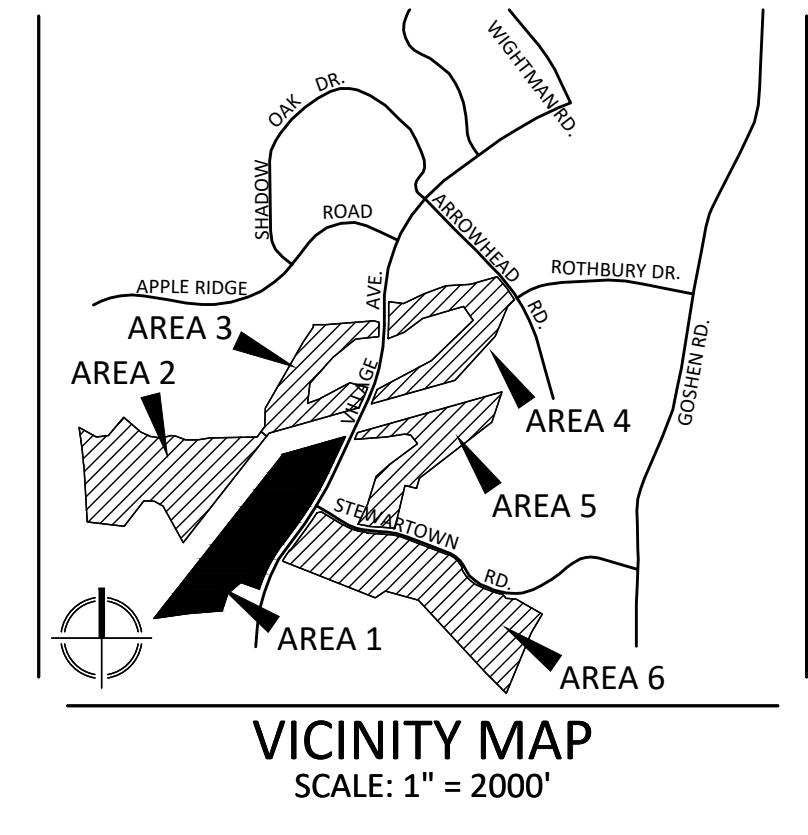 WIGHTMAN RD.
SHADOW OAK DR.
ARROWHEAD RD.
APPLE RIDGE ROAD
ROTHBURY DR.
VILLAGE AVE.
GOSHEN RD.
AREA 3
AREA 2
AREA 4
AREA 5
STEWARTOWN RD.
AREA 1
AREA 6
VICINITY MAP
SCALE: 1" = 2000'